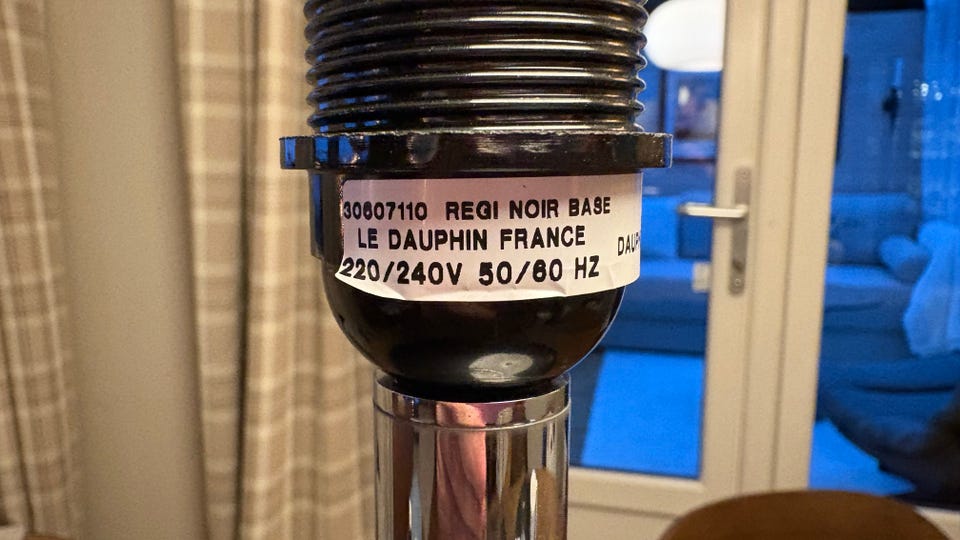 30607110 REGI NOIR BASE
LE DAUPHIN FRANCE
220/240V 50/60 HZ